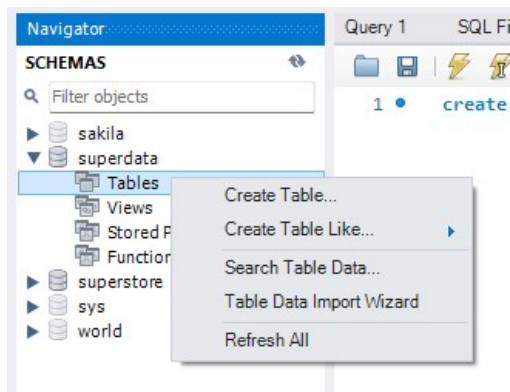 Navigator
SCHEMAS
Filter objects
sakila
superdata
Tables
Views
Stored P
Function
superstore
sys
world
Create Table...
Create Table Like...
Search Table Data...
Table Data Import Wizard
Refresh All
Query 1 SQL Fi
1 create